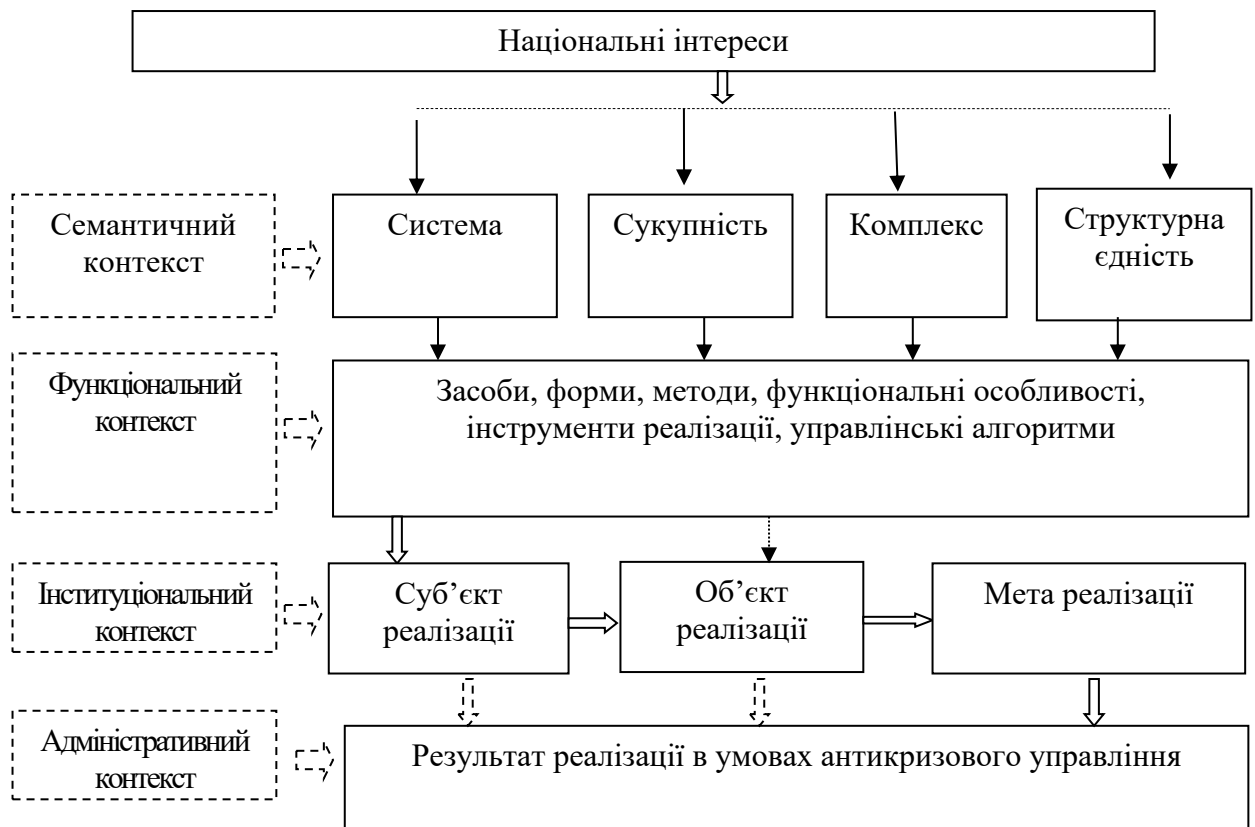 Національні інтереси
Семантичний
контекст
Система
Сукупність
Комплекс
Структурна
єдність
Функціональний
контекст
Засоби, форми, методи, функціональні особливості,
інструменти реалізації, управлінські алгоритми
Інституціональний
контекст
Суб’єкт
реалізації
Об’єкт
реалізації
Мета реалізації
Адміністративний
контекст
Результат реалізації в умовах антикризового управління